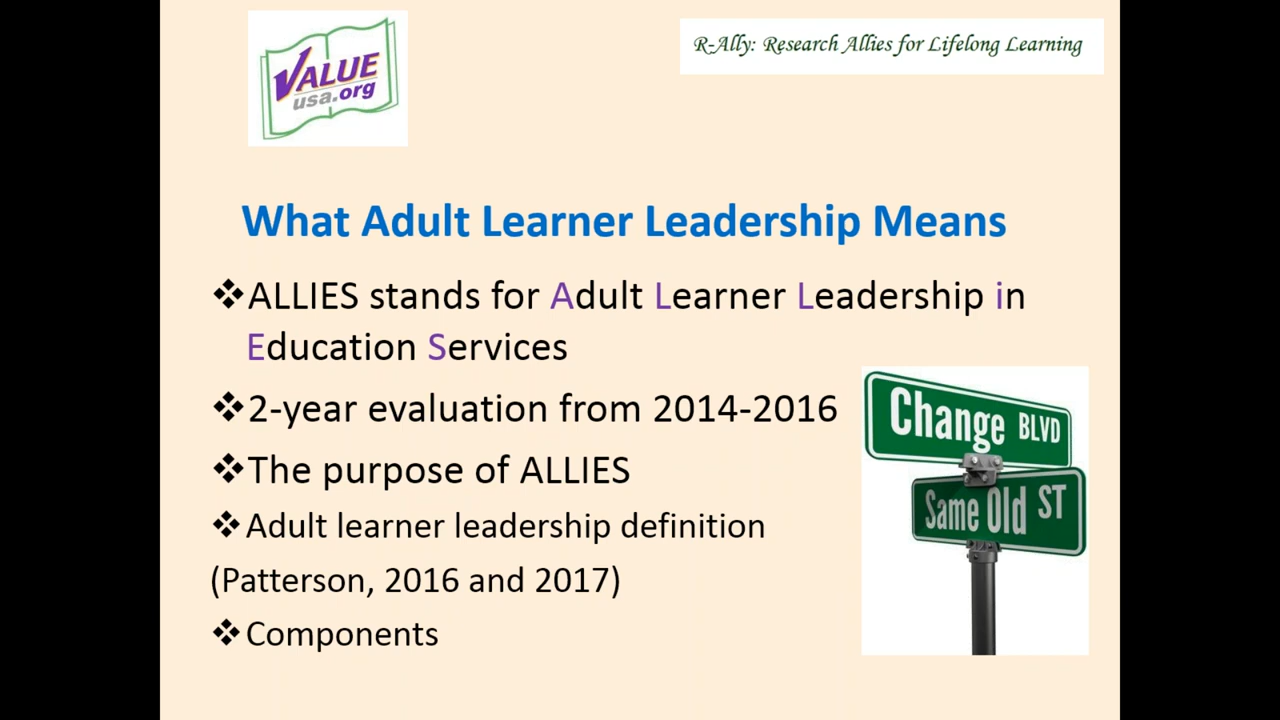 VALUE
usa.org
R-Ally: Research Allies for Lifelong Learning
What Adult Learner Leadership Means
❖ALLIES stands for Adult Learner Leadership in
Education Services
❖2-year evaluation from 2014-2016
❖The purpose of ALLIES
❖Adult learner leadership definition
(Patterson, 2016 and 2017)
❖Components
Change BLVD
Same Old ST